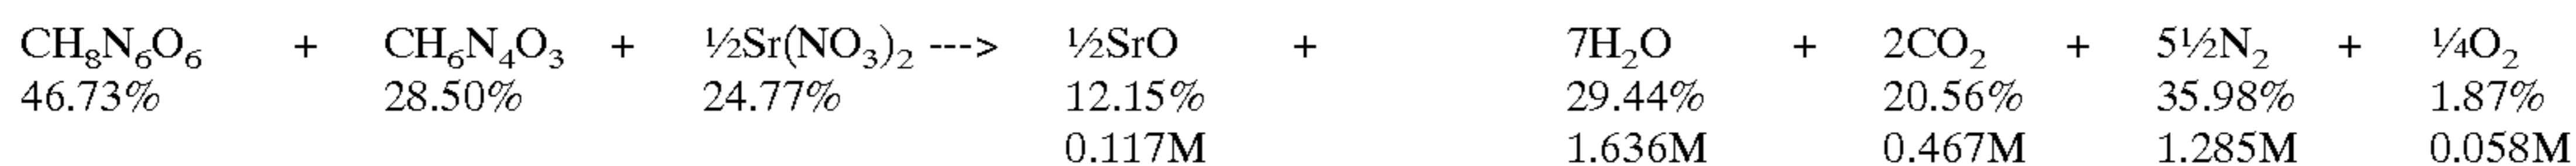 CH₈N₆O₆ + CH₆N₄O₃ + ½Sr(NO₃)₂ ---> ½SrO + 7H₂O + 2CO₂ + 5½N₂ + ¼O₂
46.73% 28.50% 24.77% 12.15% 29.44% 20.56% 35.98% 1.87%
0.117M 1.636M 0.467M 1.285M 0.058M